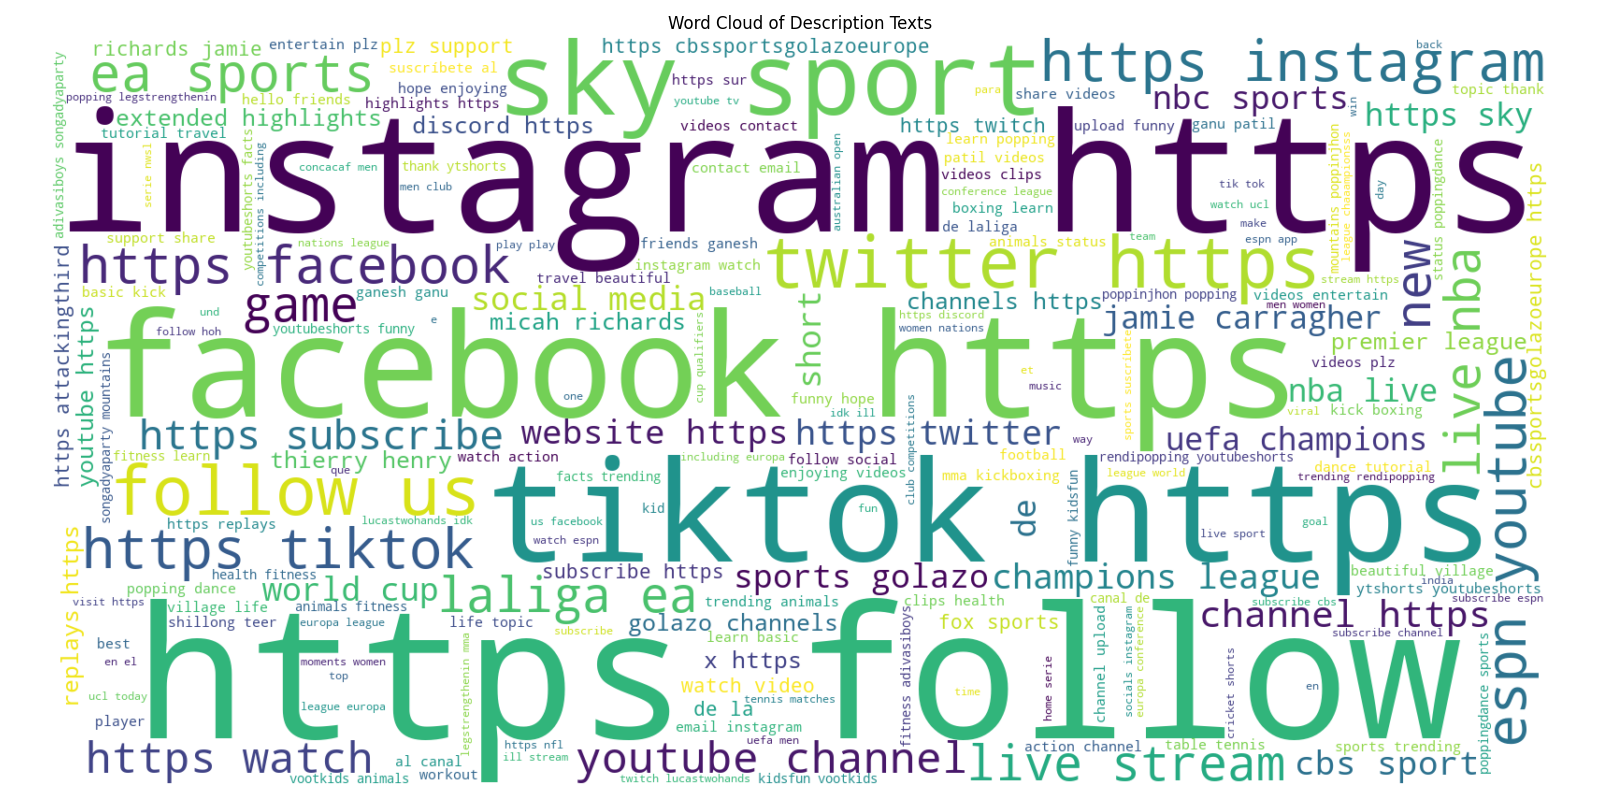 Word Cloud of Description Texts
richards jamie
entertain plz
plz support
https cbssportsgolazoeurope
back
https instagram
ea sports
suscribete al
sky sport
https sur
para
share videos
topic thank
hope enjoying
popping legstrengthenin
hello friends
highlights https
youtube tv
nbc sports
win
https sky
extended highlights
discord https
videos contact
https twitch
upload funny
ganu patil
tutorial travel
learn popping
instagram https
serie nwsl
youtubeshorts facts
competitions including
concacaf men
thank ytshorts
men club
contact email
australian open
patil videos
videos clips
conference league
boxing learn
de laliga
tik tok
watch ucl
make
day
mountains poppinjhon
league championsss
status poppingdance
adivasiboys songadyaparty
https cbssportsgolazoeurope
support share
nations league
play play
friends ganesh
animals status
team
espn app
https facebook
instagram watch
twitter https
stream https
new
travel beautiful
basic kick
ganesh ganu
social media
baseball
channels https
poppinjhon popping
videos entertain
men women
game
und
e
micah richards
short
https discord
women nations
jamie carragher
premier league
live nba
follow hoh
youtubeshorts funny
https attackingthird
youtube https
facebook https
cup qualifiers
et
music
videos plz
nba live
one
funny hope
idk ill
viral
kick boxing
sports suscribete
cbssportsgolazoeurope https
espn youtube
songadyaparty mountains
https subscribe
website https
https twitter
way
uefa champions
fitness learn
thierry henry
watch action
including europa
follow social
club competitions
football
rendipopping youtubeshorts
que
facts trending
enjoying videos
mma kickboxing
league world
dance tutorial
trending rendipopping
follow us
tiktok https
kid
fun
de
funny kidsfun
https replays
lucastwohands idk
us facebook
goal
https tiktok
watch espn
live sport
health fitness
subscribe https
sports golazo
champions league
beautiful village
india
popping dance
world cup
laliga ea
ytshorts youtubeshorts
visit https
village life
animals fitness
trending animals
clips health
canal de
subscribe cbs
subscribe espn
replays https
shillong teer
europa league
life topic
golazo channels
fox sports
channel https
https follow
best
subscribe
learn basic
channel upload
socials instagram
europa conference
subscribe channel
en el
moments women
legstrengthenin mma
x https
fitness adivasiboys
home serie
cricket shorts
top
watch video
time
en
ucl today
tennis matches
league europa
de la
player
email instagram
poppingdance sports
https watch
al canal
https nfl
uefa men
action channel
table tennis
sports trending
ill stream
youtube channel
live stream
cbs sport
vootkids animals
workout
twitch lucastwohands
kidsfun vootkids